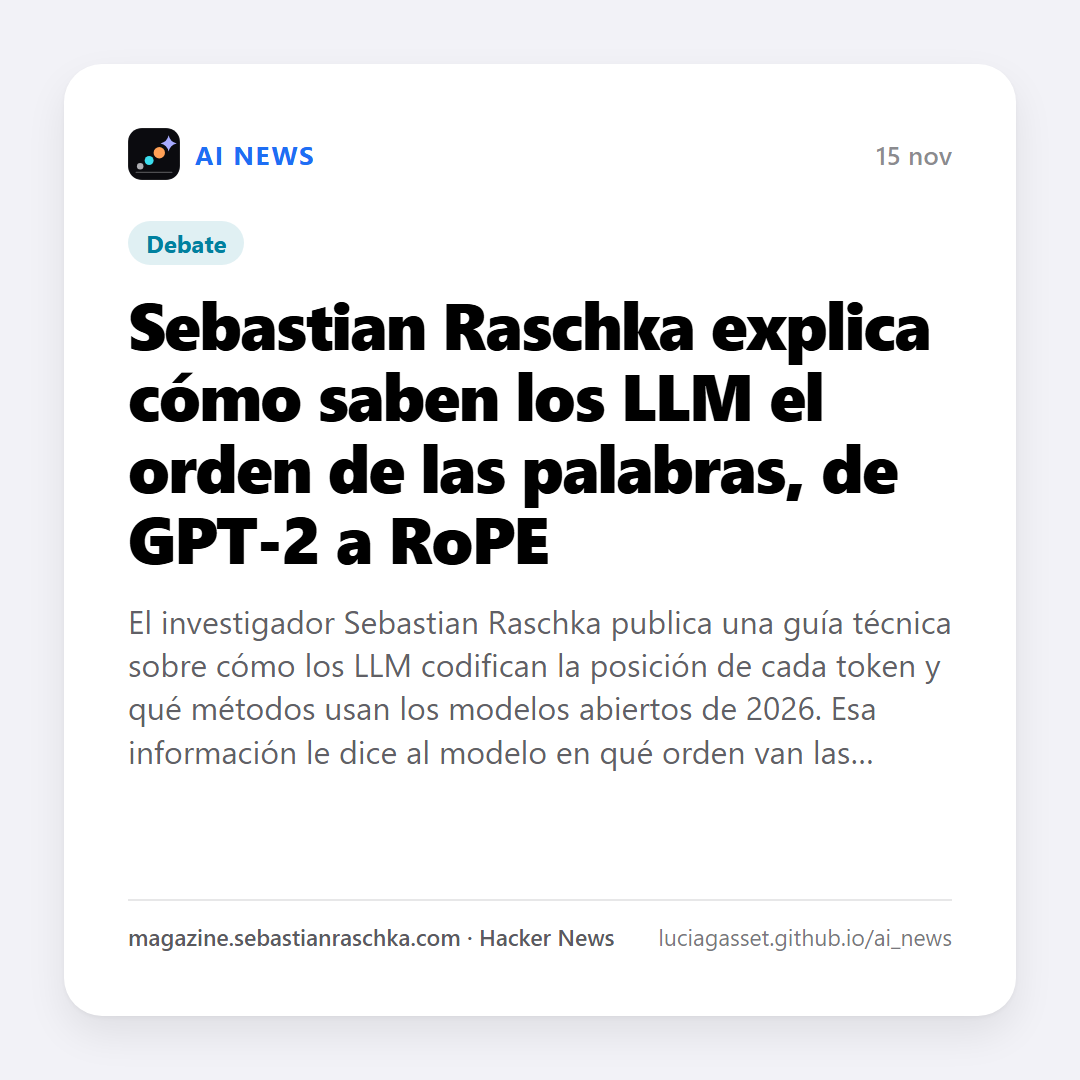 AI NEWS
15 nov
Debate
Sebastian Raschka explica
cómo saben los LLM el
orden de las palabras, de
GPT-2 a RoPE
El investigador Sebastian Raschka publica una guía técnica
sobre cómo los LLM codifican la posición de cada token y
qué métodos usan los modelos abiertos de 2026. Esa
información le dice al modelo en qué orden van las...
magazine.sebastianraschka.com · Hacker News
luciagasset.github.io/ai_news